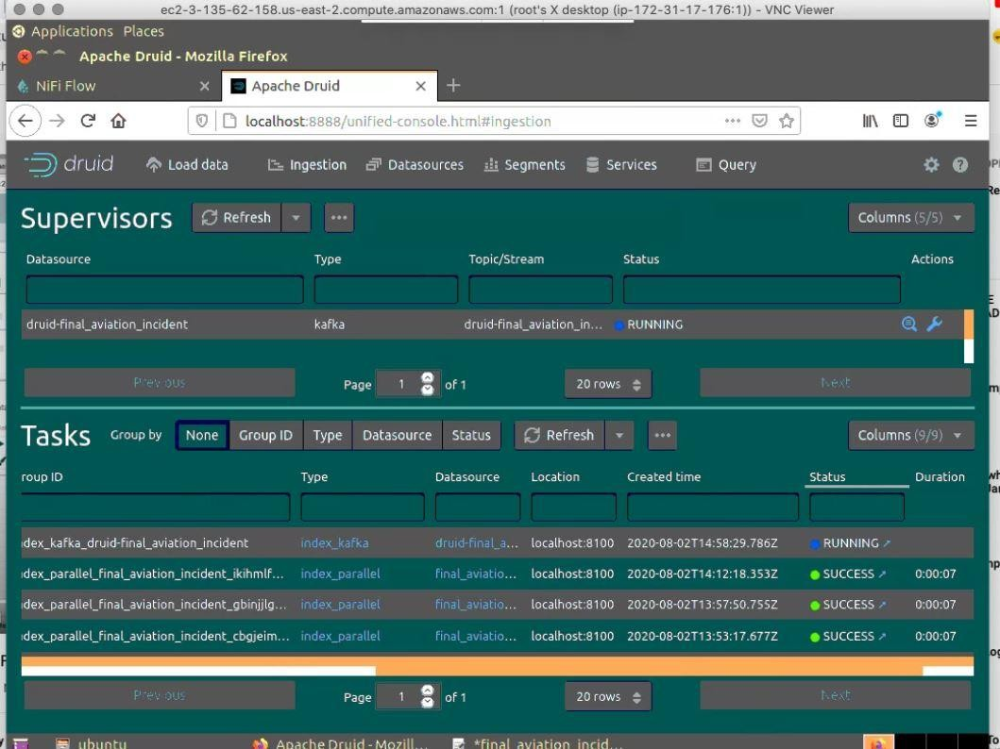 ec2-3-135-62-158.us-east-2.compute.amazonaws.com:1 (root's X desktop (ip-172-31-17-176:1)) - VNC Viewer
Applications Places
Apache Druid - Mozilla Firefox
NiFi Flow Apache Druid
localhost:8888/unified-console.html#ingestion
druid Load data Ingestion Datasources Segments Services Query
Supervisors Refresh Columns (5/5)
Datasource Type Topic/Stream Status Actions
druid-final_aviation_incident kafka druid-final_aviation_in... RUNNING
Previous Page 1 of 1 20 rows Next
Tasks Group by None Group ID Type Datasource Status Refresh Columns (9/9)
roup ID Type Datasource Location Created time Status Duration
dex_kafka_druid-final_aviation_incident index_kafka druid-final_a... localhost:8100 2020-08-02T14:58:29.786Z RUNNING
dex_parallel_final_aviation_incident_ikihmlf... index_parallel final_aviatio... localhost:8100 2020-08-02T14:12:18.353Z SUCCESS 0:00:07
dex_parallel_final_aviation_incident_gbinjjlg... index_parallel final_aviatio... localhost:8100 2020-08-02T13:57:50.755Z SUCCESS 0:00:07
dex_parallel_final_aviation_incident_cbgjeim... index_parallel final_aviatio... localhost:8100 2020-08-02T13:53:17.677Z SUCCESS 0:00:07
Previous Page 1 of 1 20 rows Next
ubuntu Apache Druid - Mozill... *final_aviation_incid...